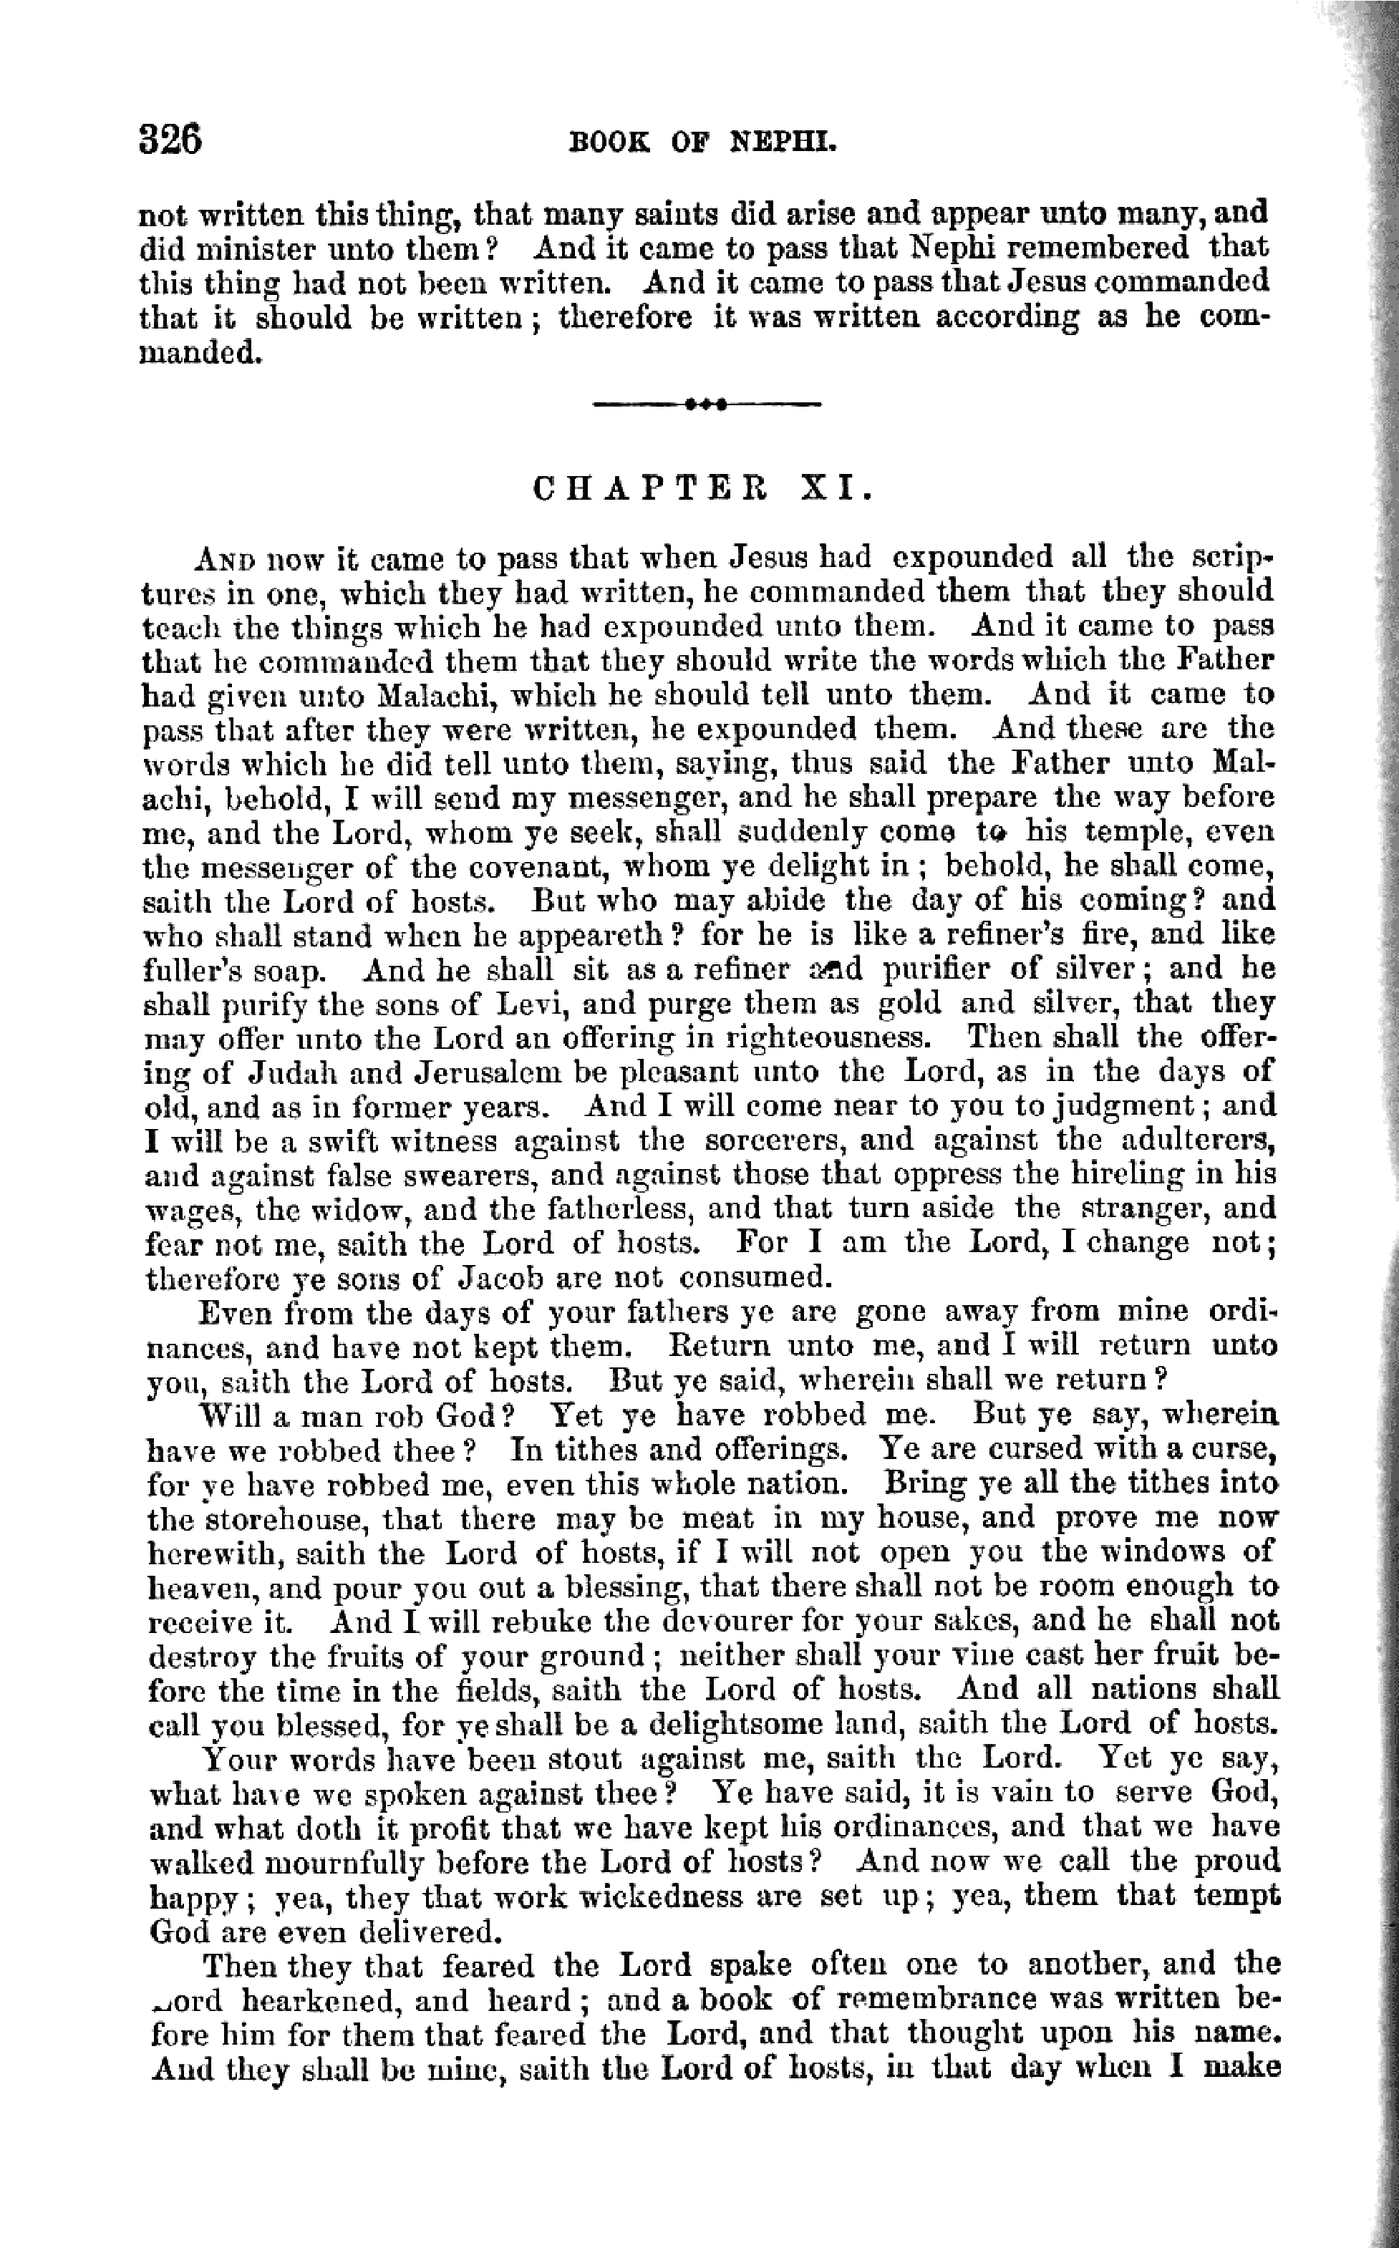 326 BOOK OF NEPHI.
not written this thing, that many saints did arise and appear unto many, and
did minister unto them? And it came to pass that Nephi remembered that
this thing had not been written. And it came to pass that Jesus commanded
that it should be written; therefore it was written according as he com-
manded.
CHAPTER XI.
AND now it came to pass that when Jesus had expounded all the scrip-
tures in one, which they had written, he commanded them that they should
teach the things which he had expounded unto them. And it came to pass
that he commanded them that they should write the words which the Father
had given unto Malachi, which he should tell unto them. And it came to
pass that after they were written, he expounded them. And these are the
words which he did tell unto them, saying, thus said the Father unto Mal-
achi, behold, I will send my messenger, and he shall prepare the way before
me, and the Lord, whom ye seek, shall suddenly come to his temple, even
the messenger of the covenant, whom ye delight in; behold, he shall come,
saith the Lord of hosts. But who may abide the day of his coming? and
who shall stand when he appeareth? for he is like a refiner's fire, and like
fuller's soap. And he shall sit as a refiner and purifier of silver; and he
shall purify the sons of Levi, and purge them as gold and silver, that they
may offer unto the Lord an offering in righteousness. Then shall the offer-
ing of Judah and Jerusalem be pleasant unto the Lord, as in the days of
old, and as in former years. And I will come near to you to judgment; and
I will be a swift witness against the sorcerers, and against the adulterers,
and against false swearers, and against those that oppress the hireling in his
wages, the widow, and the fatherless, and that turn aside the stranger, and
fear not me, saith the Lord of hosts. For I am the Lord, I change not;
therefore ye sons of Jacob are not consumed.
Even from the days of your fathers ye are gone away from mine ordi-
nances, and have not kept them. Return unto me, and I will return unto
you, saith the Lord of hosts. But ye said, wherein shall we return?
Will a man rob God? Yet ye have robbed me. But ye say, wherein
have we robbed thee? In tithes and offerings. Ye are cursed with a curse,
for ye have robbed me, even this whole nation. Bring ye all the tithes into
the storehouse, that there may be meat in my house, and prove me now
herewith, saith the Lord of hosts, if I will not open you the windows of
heaven, and pour you out a blessing, that there shall not be room enough to
receive it. And I will rebuke the devourer for your sakes, and he shall not
destroy the fruits of your ground; neither shall your vine cast her fruit be-
fore the time in the fields, saith the Lord of hosts. And all nations shall
call you blessed, for ye shall be a delightsome land, saith the Lord of hosts.
Your words have been stout against me, saith the Lord. Yet ye say,
what have we spoken against thee? Ye have said, it is vain to serve God,
and what doth it profit that we have kept his ordinances, and that we have
walked mournfully before the Lord of hosts? And now we call the proud
happy; yea, they that work wickedness are set up; yea, them that tempt
God are even delivered.
Then they that feared the Lord spake often one to another, and the
Lord hearkened, and heard; and a book of remembrance was written be-
fore him for them that feared the Lord, and that thought upon his name.
And they shall be mine, saith the Lord of hosts, in that day when I make